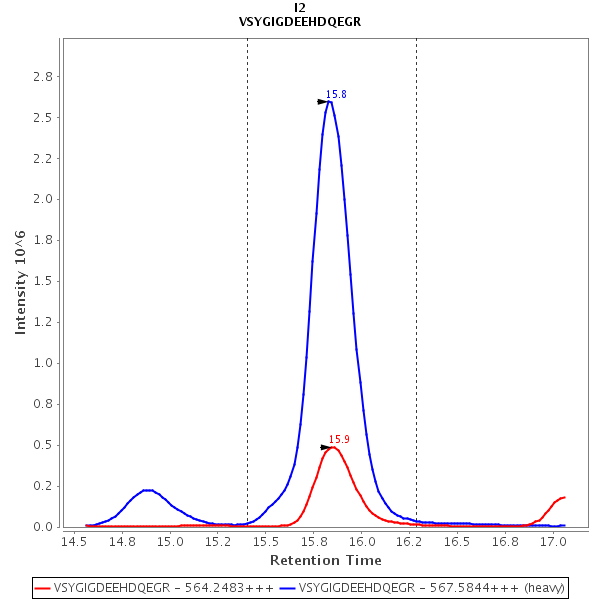 I2
VSYGIGDEEHDQEGR
15.8
15.9
2.8
2.5
2.2
2.0
1.8
1.5
1.2
1.0
0.8
0.5
0.2
0.0
Intensity 10^6
14.5 14.8 15.0 15.2 15.5 15.8 16.0 16.2 16.5 16.8 17.0
Retention Time
VSYGIGDEEHDQEGR - 564.2483+++ VSYGIGDEEHDQEGR - 567.5844+++ (heavy)